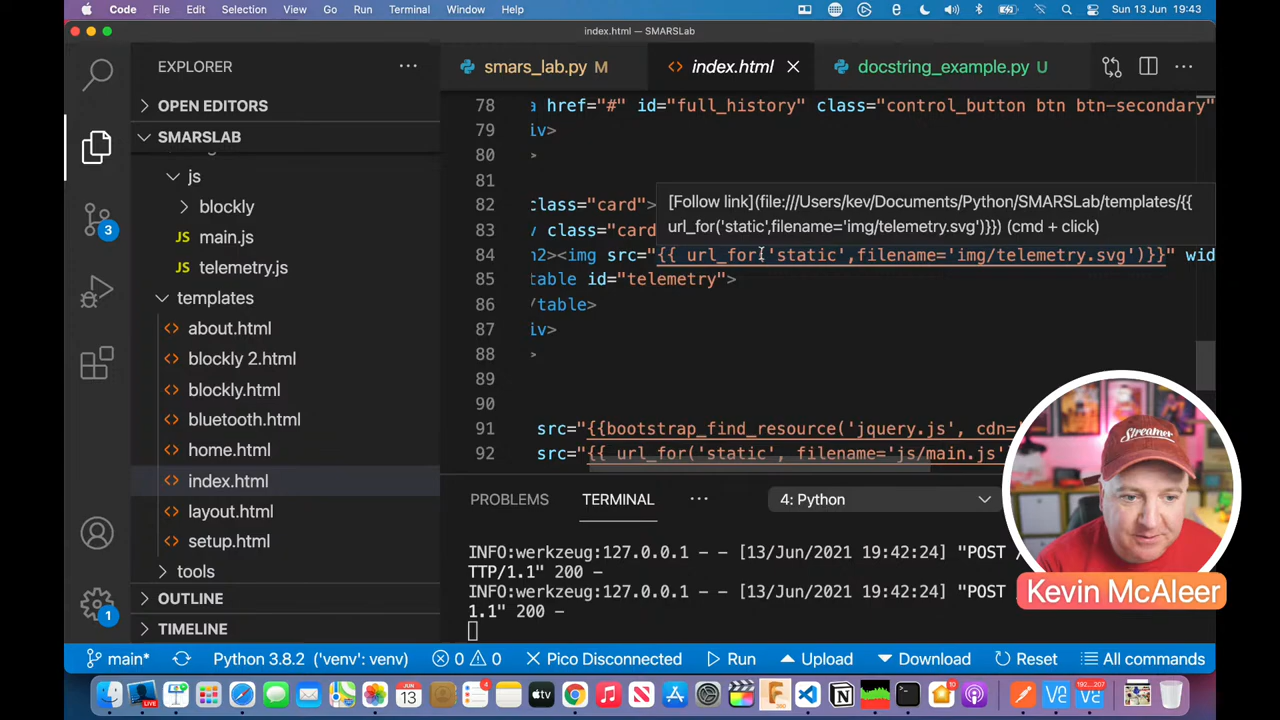 Code File Edit Selection View Go Run Terminal Window Help
Sun 13 Jun 19:43
index.html — SMARSLab
EXPLORER
smars_lab.py M
index.html
docstring_example.py U
OPEN EDITORS
SMARSLAB
js
blockly
JS main.js
JS telemetry.js
templates
about.html
blockly 2.html
blockly.html
bluetooth.html
home.html
index.html
layout.html
setup.html
tools
OUTLINE
TIMELINE
3
1
78 a href="#" id="full_history" class="control_button btn btn-secondary"
79 iv>
80 >
81
82 class="card">
83 class="card
84 n2><img src="{{ url_for('static',filename='img/telemetry.svg')}}" wid
85 table id="telemetry">
86 /table>
87 iv>
88 >
89
90
91 src="{{bootstrap_find_resource('jquery.js', cdn=
92 src="{{ url_for('static', filename='js/main.js'
[Follow link](file:///Users/kev/Documents/Python/SMARSLab/templates/{{
url_for('static',filename='img/telemetry.svg')}}) (cmd + click)
PROBLEMS TERMINAL 4: Python
INFO:werkzeug:127.0.0.1 - - [13/Jun/2021 19:42:24] "POST /
TTP/1.1" 200 -
INFO:werkzeug:127.0.0.1 - - [13/Jun/2021 19:42:24] "POST
1.1" 200 -
Streamer
Kevin McAleer
main* Python 3.8.2 ('venv': venv) 0 0 Pico Disconnected Run Upload Download Reset All commands